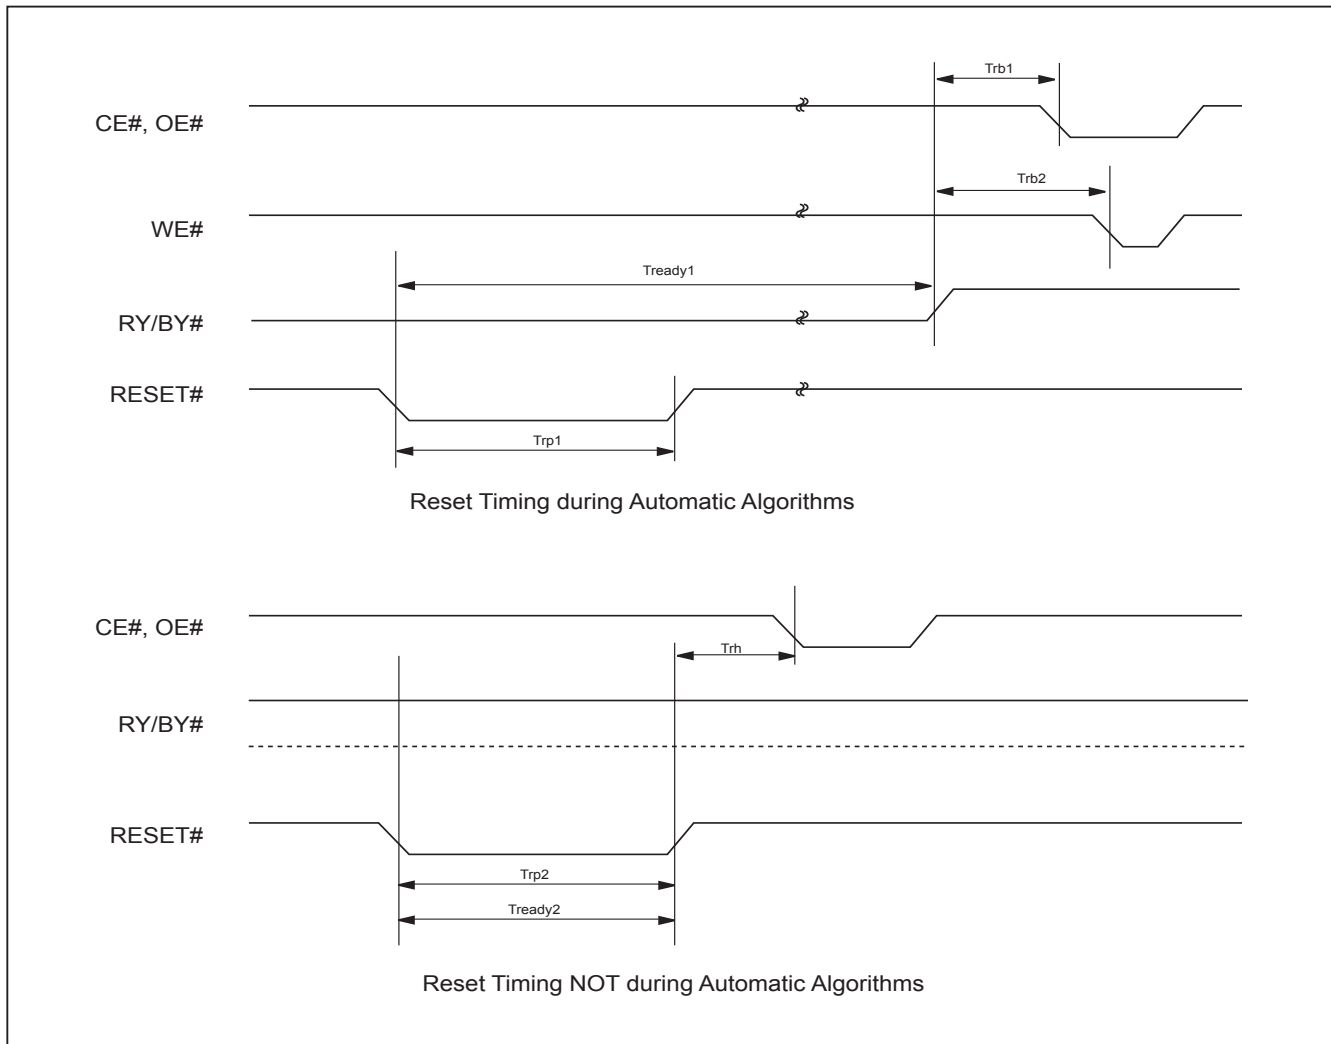 Trb1
CE#, OE#
Trb2
WE#
Tready1
RY/BY#
RESET#
Trp1
Reset Timing during Automatic Algorithms
CE#, OE#
Trh
RY/BY#
RESET#
Trp2
Tready2
Reset Timing NOT during Automatic Algorithms